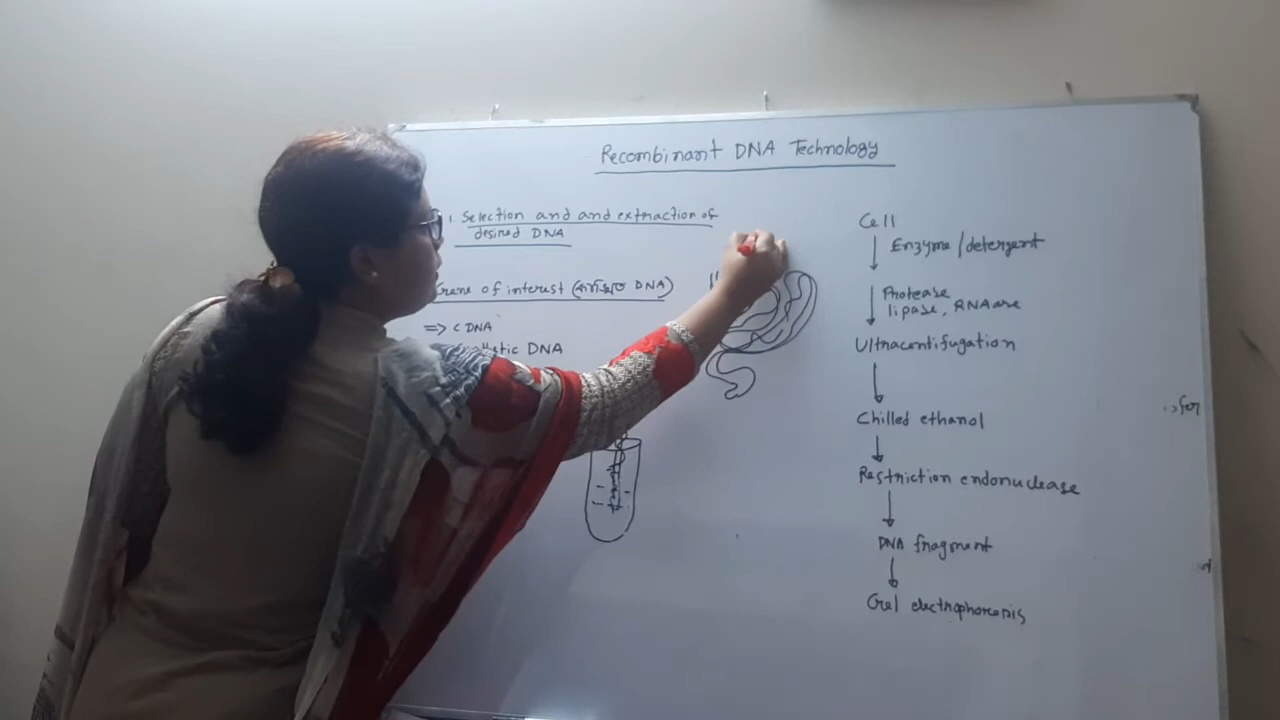 Recombinant DNA Technology
1. Selection and and extraction of
desired DNA
Gene of interest (কাঙ্ক্ষিত DNA)
=> c DNA
DNA
Cell
Enzyme/detergent
Protease
lipase, RNAase
Ultracentifugation
Chilled ethanol
Restriction endonuclease
DNA fragment
Gel electrophoresis